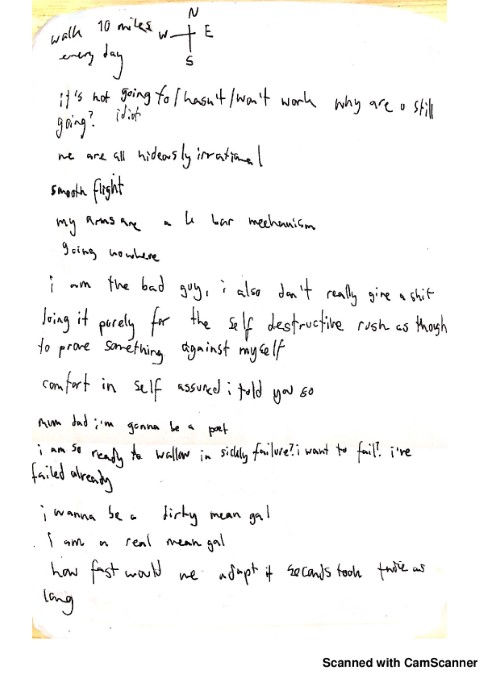 walk 10 miles
every day
N
W E
S
it's not going to/hasn't/won't work why are u still
going? idiot
we are all hideously irrational
smooth flight
my arms are a 4 bar mechanism
going nowhere
i am the bad guy, i also don't really give a shit
doing it purely for the self destructive rush as though
to prove something against myself
comfort in self assured i told you so
mum dad i'm gonna be a poet
i am so ready to wallow in sickly failure? i want to fail? i've
failed already
i wanna be a dirty mean gal
i am a real mean gal
how fast would we adapt if seconds took twice as
long
Scanned with CamScanner